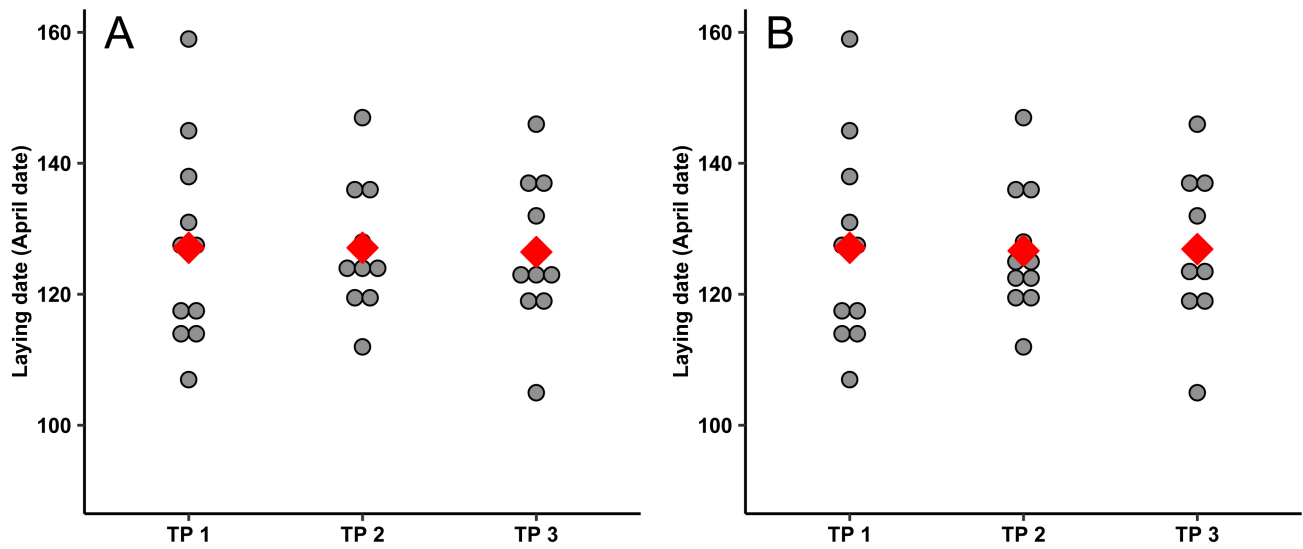 A
Laying date (April date)
160
140
120
100
TP 1 TP 2 TP 3
B
Laying date (April date)
160
140
120
100
TP 1 TP 2 TP 3